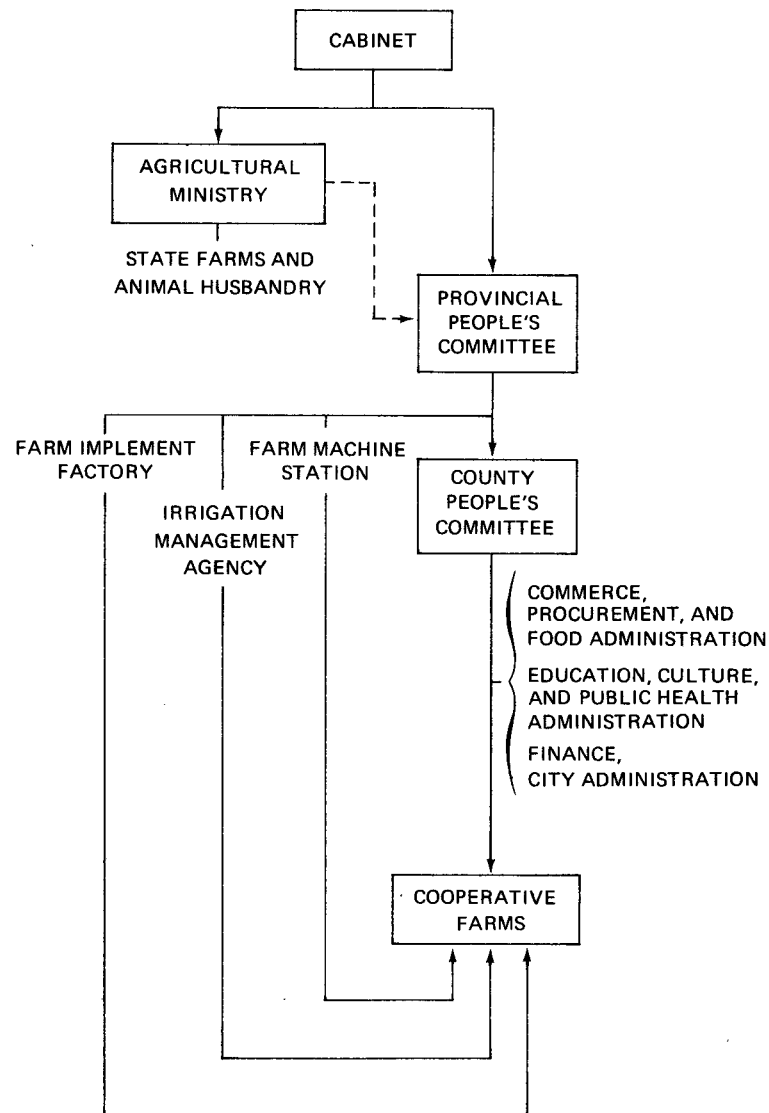 CABINET
AGRICULTURAL
MINISTRY
STATE FARMS AND
ANIMAL HUSBANDRY
PROVINCIAL
PEOPLE'S
COMMITTEE
FARM IMPLEMENT
FACTORY
IRRIGATION
MANAGEMENT
AGENCY
FARM MACHINE
STATION
COUNTY
PEOPLE'S
COMMITTEE
COMMERCE,
PROCUREMENT, AND
FOOD ADMINISTRATION
EDUCATION, CULTURE,
AND PUBLIC HEALTH
ADMINISTRATION
FINANCE,
CITY ADMINISTRATION
COOPERATIVE
FARMS